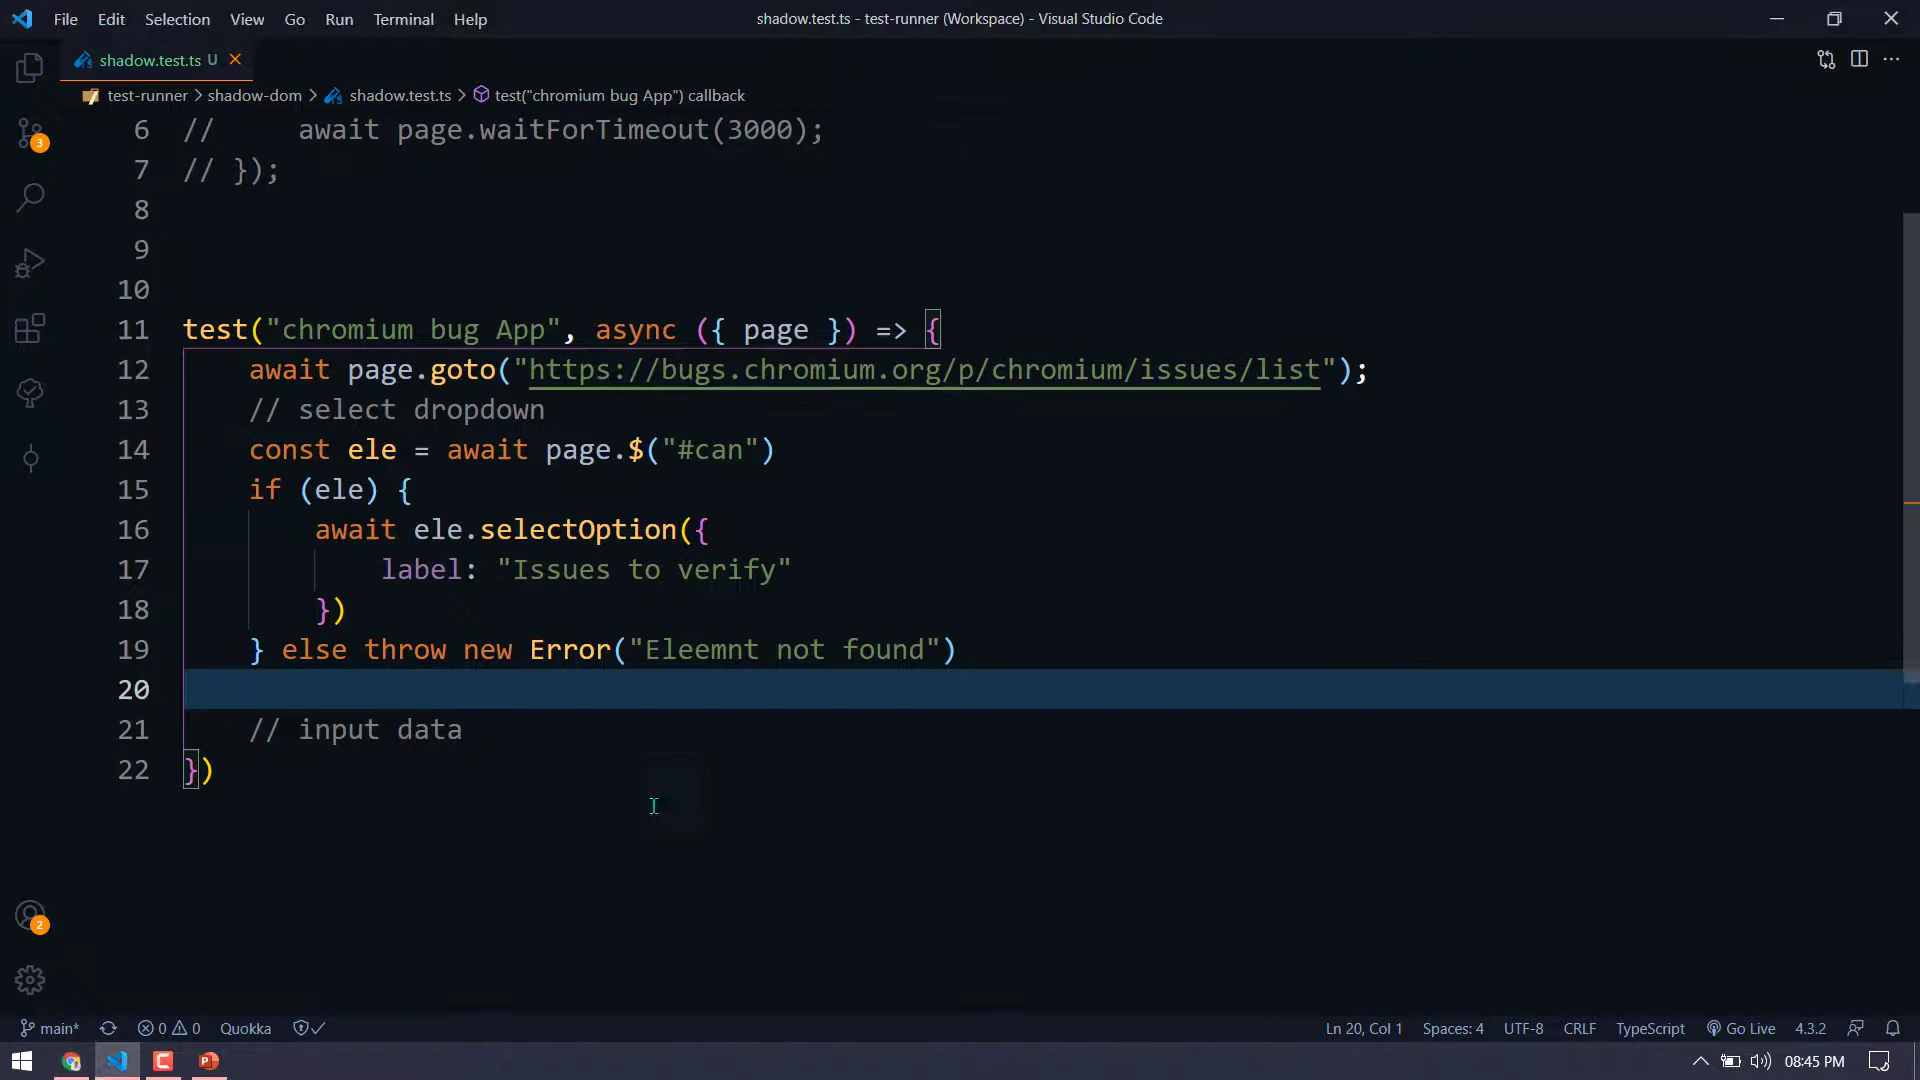 File Edit Selection View Go Run Terminal Help shadow.test.ts - test-runner (Workspace) - Visual Studio Code
shadow.test.ts U
test-runner > shadow-dom > shadow.test.ts > test("chromium bug App") callback
6 //     await page.waitForTimeout(3000);
7 // });
8
9
10
11 test("chromium bug App", async ({ page }) => {
12     await page.goto("https://bugs.chromium.org/p/chromium/issues/list");
13     // select dropdown
14     const ele = await page.$("#can")
15     if (ele) {
16         await ele.selectOption({
17             label: "Issues to verify"
18         })
19     } else throw new Error("Eleemnt not found")
20
21     // input data
22 })
3
2
main* 0 0 Quokka Ln 20, Col 1 Spaces: 4 UTF-8 CRLF TypeScript Go Live 4.3.2
08:45 PM